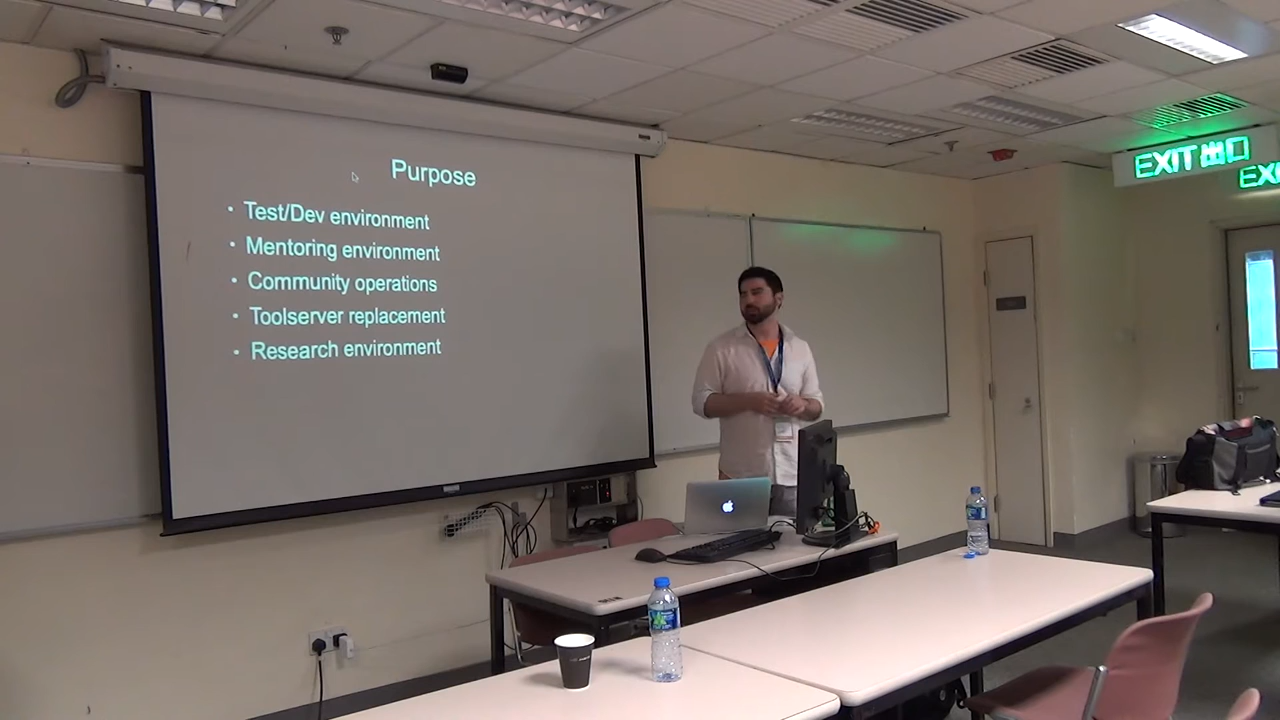 Purpose
• Test/Dev environment
• Mentoring environment
• Community operations
• Toolserver replacement
• Research environment
EXIT 出口
EXI